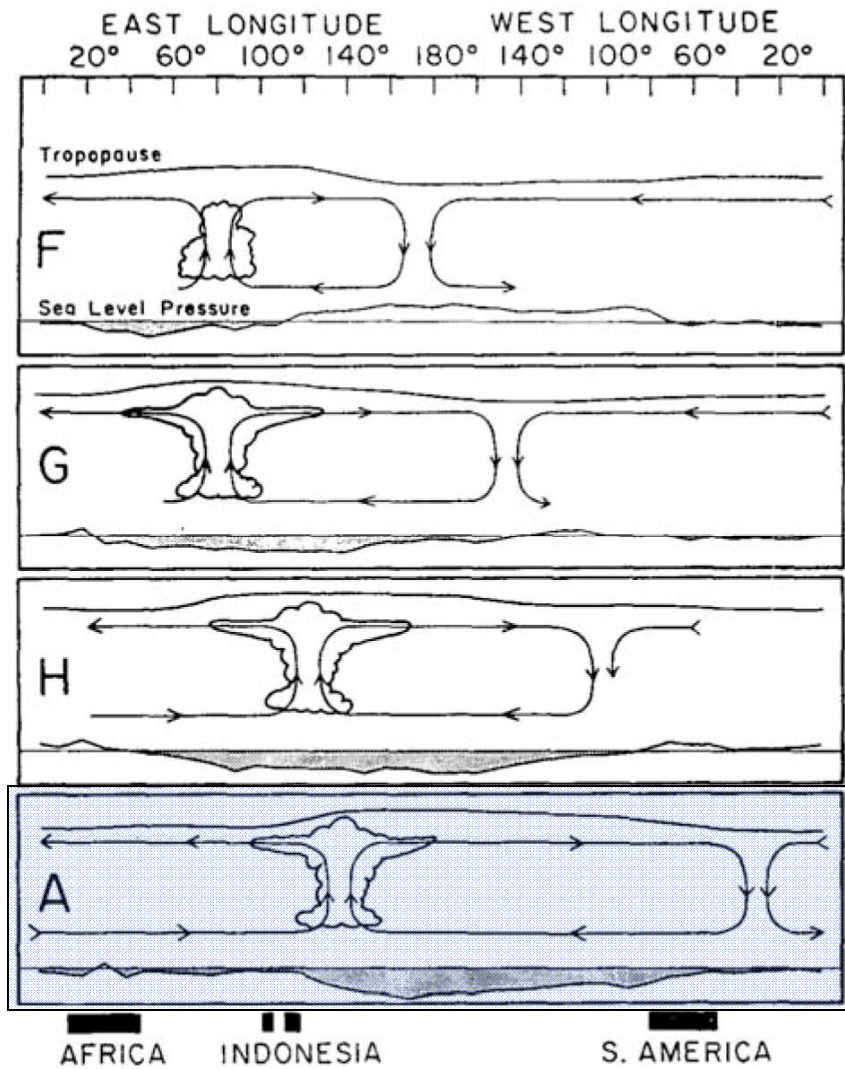 EAST LONGITUDE WEST LONGITUDE
20° 60° 100° 140° 180° 140° 100° 60° 20°
Tropopause
F
Sea Level Pressure
G
H
A
AFRICA INDONESIA S. AMERICA